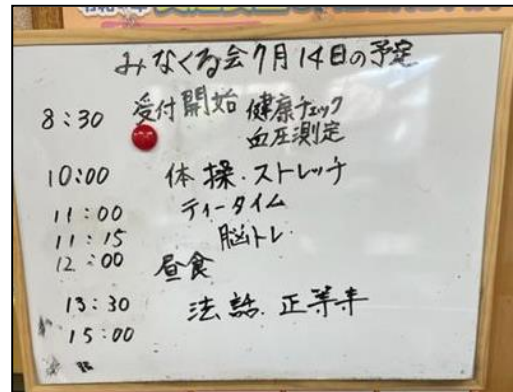 みなくる会7月14日の予定
8:30 受付開始 健康チェック
血圧測定
10:00 体操・ストレッチ
11:00 ティータイム
11:15 脳トレ
12:00 昼食
13:30 法話. 正等寺
15:00